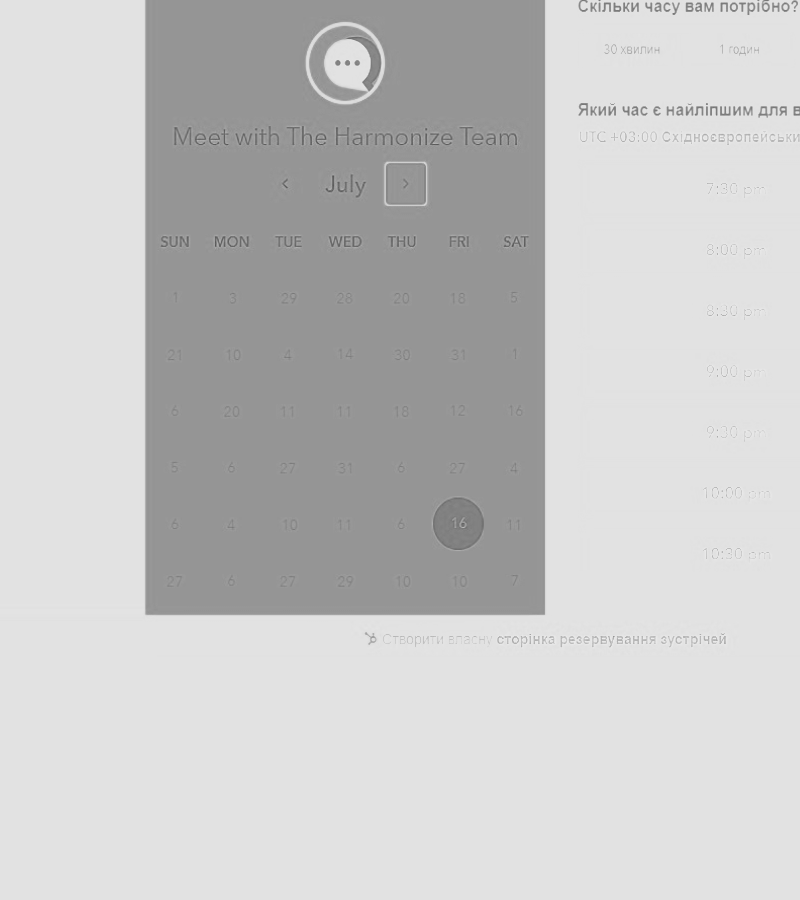 Meet with The Harmonize Team
July
SUN MON TUE WED THU FRI SAT
1 3 29 28 20 18 5
21 10 4 14 30 31 1
6 20 11 11 18 12 16
5 6 27 31 6 27 4
6 4 10 11 6 16 11
27 6 27 29 10 10 7
Скільки часу вам потрібно?
30 хвилин 1 годин
Який час є найліпшим для в
UTC +03:00 Східноєвропейськи
7:30 pm
8:00 pm
8:30 pm
9:00 pm
9:30 pm
10:00 pm
10:30 pm
Створити власну сторінка резервування зустрічей